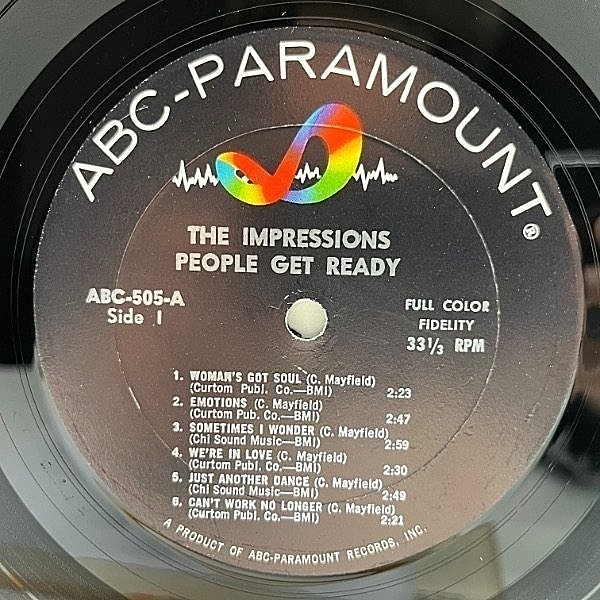 ABC-PARAMOUNT®
THE IMPRESSIONS
PEOPLE GET READY
ABC-505-A
Side 1
FULL COLOR
FIDELITY
33⅓ RPM
1. WOMAN'S GOT SOUL (C. Mayfield)
(Curtom Publ. Co.—BMI) 2:23
2. EMOTIONS (C. Mayfield)
(Curtom Pub. Co.—BMI) 2:47
3. SOMETIMES I WONDER (C. Mayfield)
(Chi Sound Music—BMI) 2:59
4. WE'RE IN LOVE (C. Mayfield)
(Curtom Publ. Co.—BMI) 2:30
5. JUST ANOTHER DANCE (C. Mayfield)
(Chi Sound Music—BMI) 2:49
6. CAN'T WORK NO LONGER (C. Mayfield)
(Curtom Publ. Co.—BMI) 2:21
A PRODUCT OF ABC-PARAMOUNT RECORDS, INC.